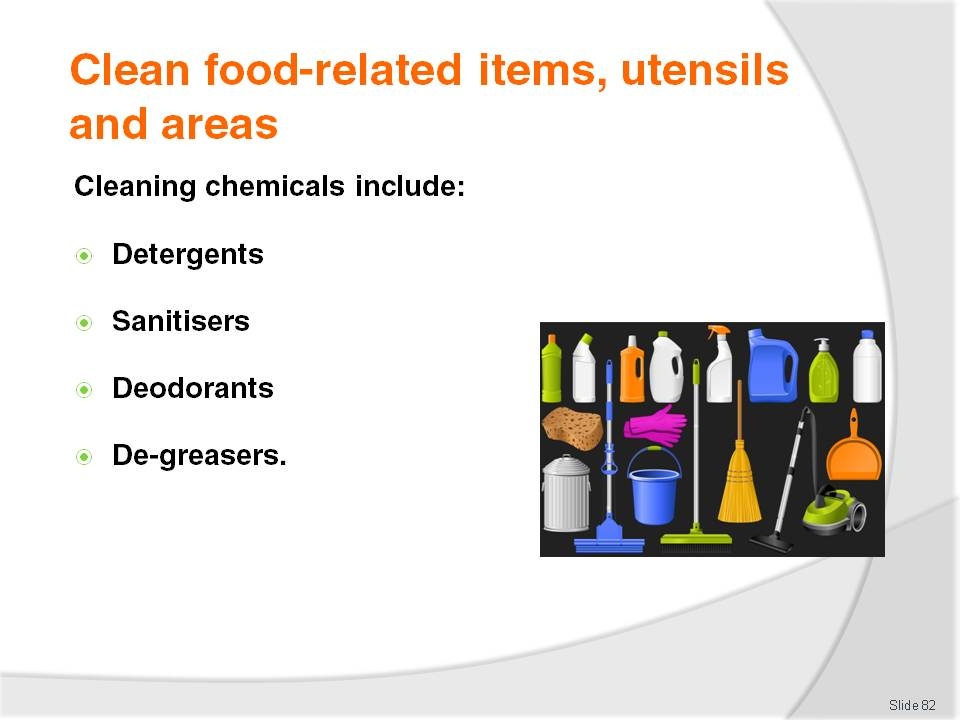 Clean food-related items, utensils
and areas
Cleaning chemicals include:
Detergents
Sanitisers
Deodorants
De-greasers.
Slide 82